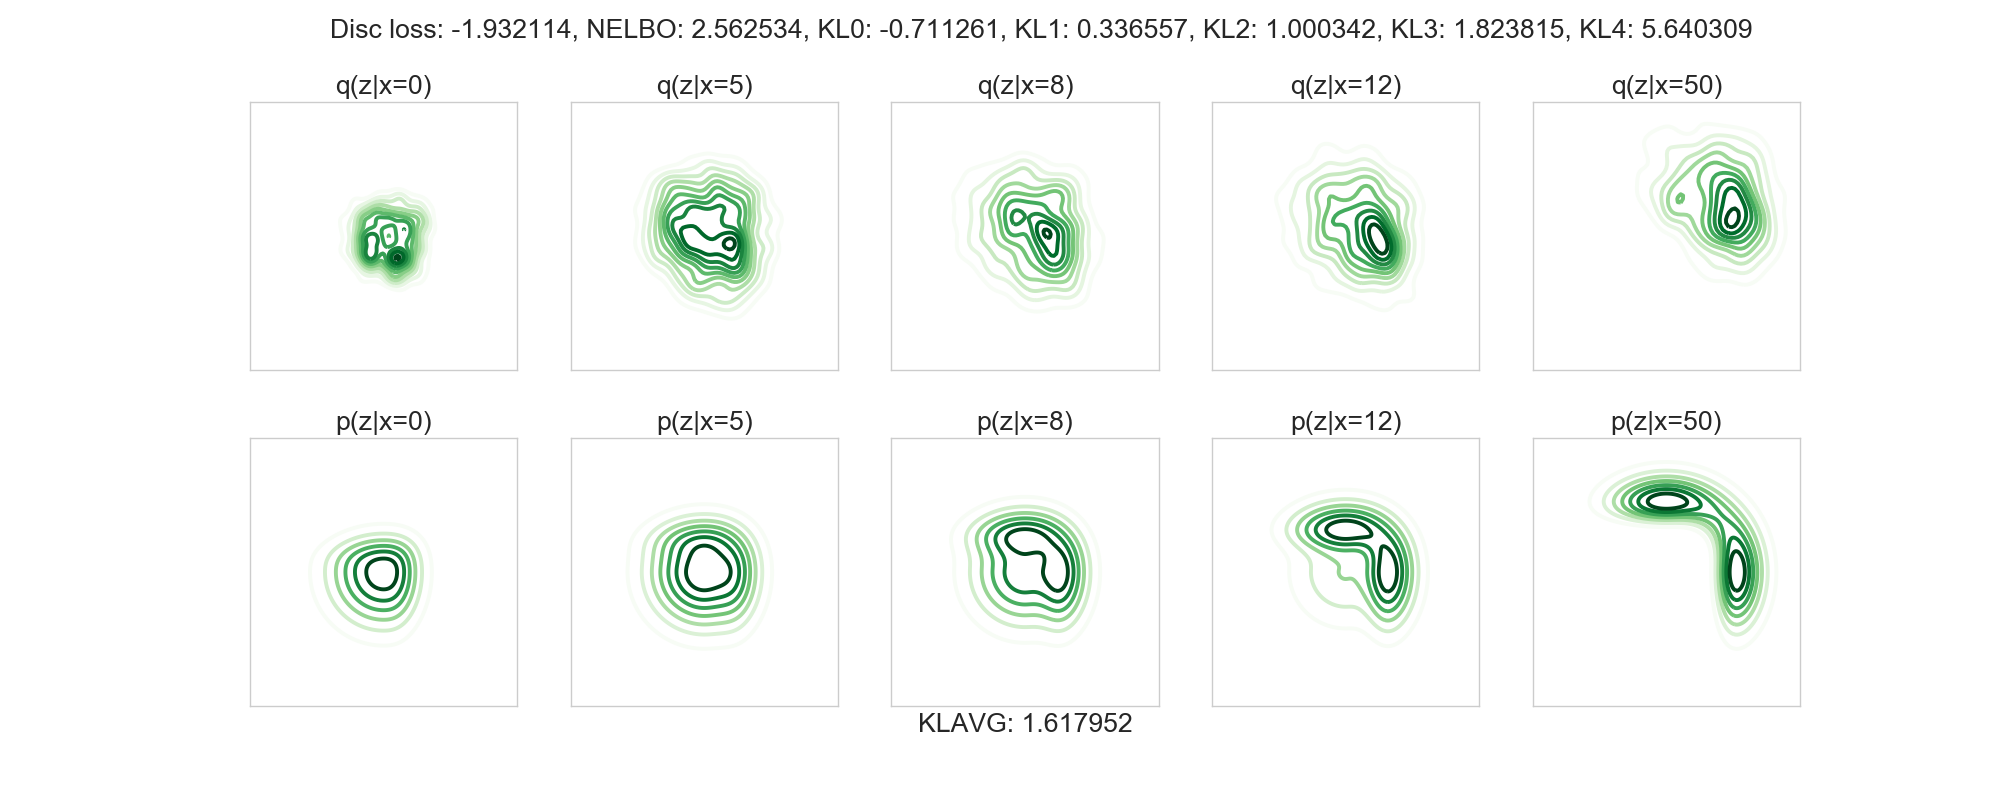 Disc loss: -1.932114, NELBO: 2.562534, KL0: -0.711261, KL1: 0.336557, KL2: 1.000342, KL3: 1.823815, KL4: 5.640309
q(z|x=0) q(z|x=5) q(z|x=8) q(z|x=12) q(z|x=50)
p(z|x=0) p(z|x=5) p(z|x=8) p(z|x=12) p(z|x=50)
KLAVG: 1.617952